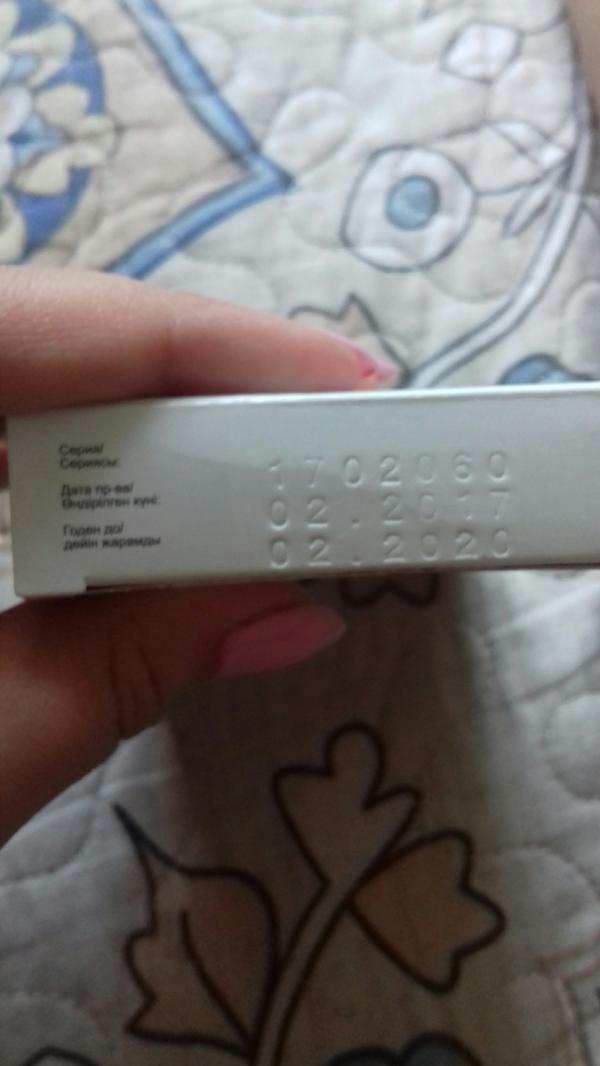 Серия/
Сериясы:
1702060
Дата пр-ва/
Өндірілген күні:
02.2017
Годен до/
дейін жарамды
02.2020